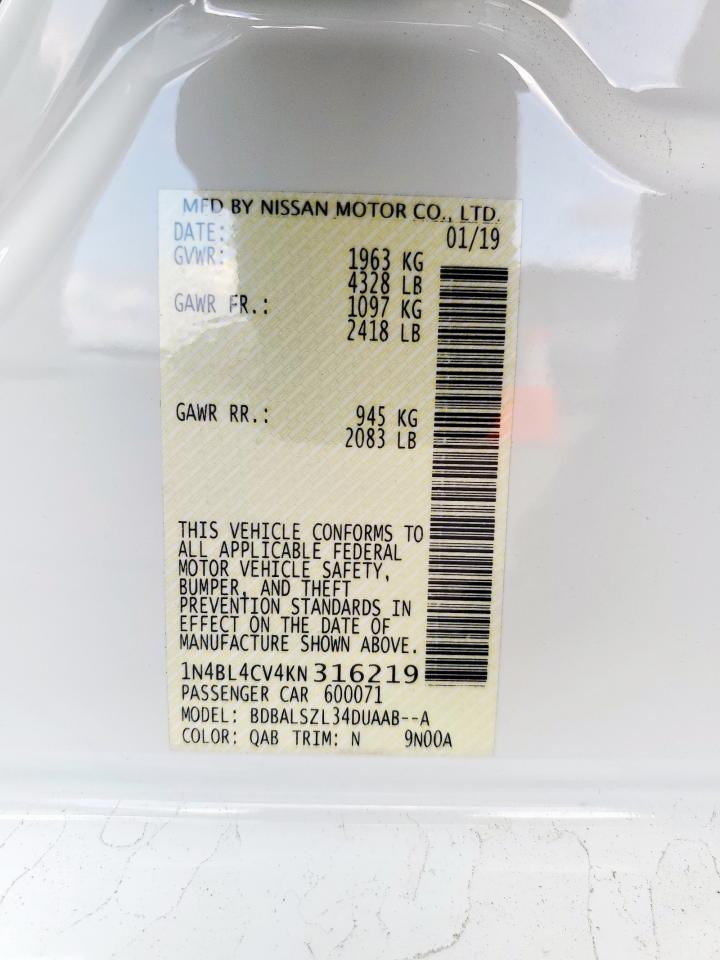 MFD BY NISSAN MOTOR CO., LTD.
DATE: 01/19
GVWR: 1963 KG
4328 LB
GAWR FR.: 1097 KG
2418 LB
GAWR RR.: 945 KG
2083 LB
THIS VEHICLE CONFORMS TO
ALL APPLICABLE FEDERAL
MOTOR VEHICLE SAFETY,
BUMPER, AND THEFT
PREVENTION STANDARDS IN
EFFECT ON THE DATE OF
MANUFACTURE SHOWN ABOVE.
1N4BL4CV4KN316219
PASSENGER CAR 600071
MODEL: BDBALSZL34DUAAB--A
COLOR: QAB TRIM: N 9N00A